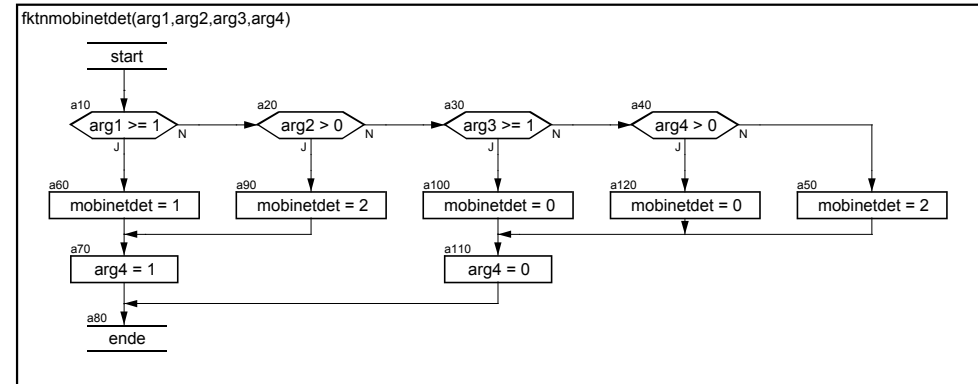 fktnmobinetdet(arg1,arg2,arg3,arg4)
start
a10
arg1 >= 1
N
J
a20
arg2 > 0
N
J
a30
arg3 >= 1
N
J
a40
arg4 > 0
N
J
a60
mobinetdet = 1
a90
mobinetdet = 2
a100
mobinetdet = 0
a120
mobinetdet = 0
a50
mobinetdet = 2
a70
arg4 = 1
a110
arg4 = 0
a80
ende